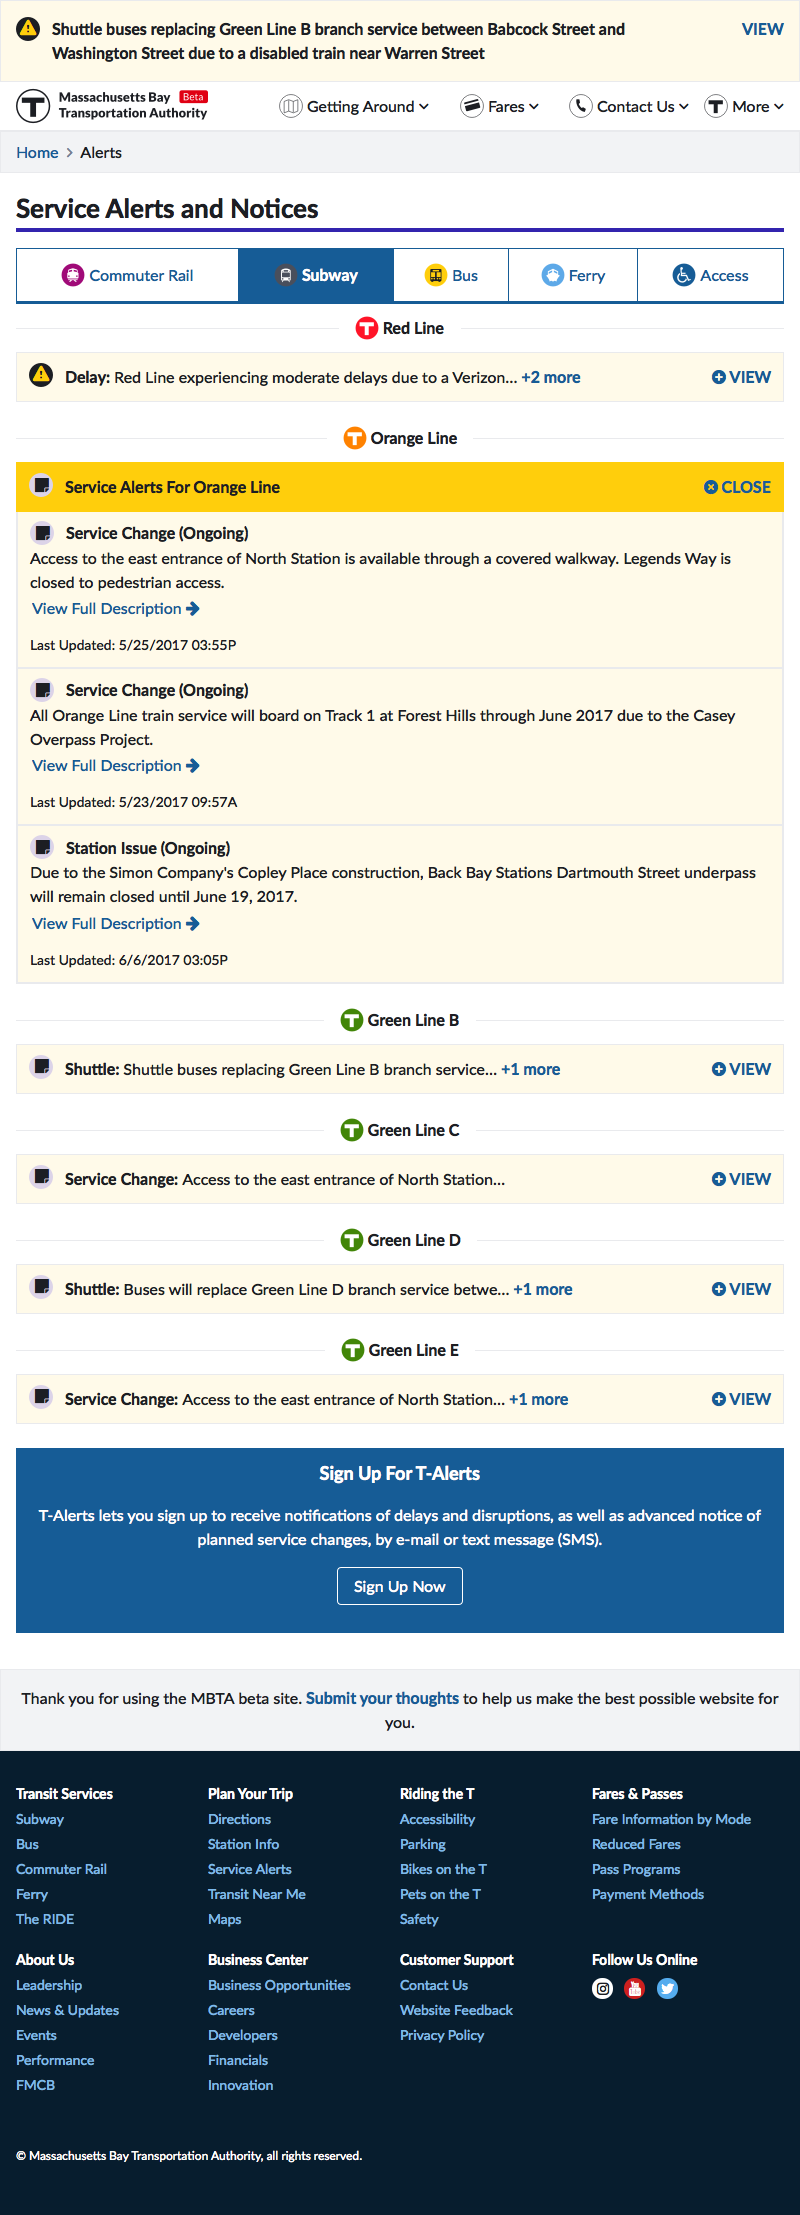 Shuttle buses replacing Green Line B branch service between Babcock Street and
Washington Street due to a disabled train near Warren Street
VIEW
Massachusetts Bay Beta
Transportation Authority
Getting Around
Fares
Contact Us
More
Home > Alerts
Service Alerts and Notices
Commuter Rail
Subway
Bus
Ferry
Access
Red Line
Delay: Red Line experiencing moderate delays due to a Verizon... +2 more
VIEW
Orange Line
Service Alerts For Orange Line
CLOSE
Service Change (Ongoing)
Access to the east entrance of North Station is available through a covered walkway. Legends Way is
closed to pedestrian access.
View Full Description
Last Updated: 5/25/2017 03:55P
Service Change (Ongoing)
All Orange Line train service will board on Track 1 at Forest Hills through June 2017 due to the Casey
Overpass Project.
View Full Description
Last Updated: 5/23/2017 09:57A
Station Issue (Ongoing)
Due to the Simon Company's Copley Place construction, Back Bay Stations Dartmouth Street underpass
will remain closed until June 19, 2017.
View Full Description
Last Updated: 6/6/2017 03:05P
Green Line B
Shuttle: Shuttle buses replacing Green Line B branch service... +1 more
VIEW
Green Line C
Service Change: Access to the east entrance of North Station...
VIEW
Green Line D
Shuttle: Buses will replace Green Line D branch service betwe... +1 more
VIEW
Green Line E
Service Change: Access to the east entrance of North Station... +1 more
VIEW
Sign Up For T-Alerts
T-Alerts lets you sign up to receive notifications of delays and disruptions, as well as advanced notice of
planned service changes, by e-mail or text message (SMS).
Sign Up Now
Thank you for using the MBTA beta site. Submit your thoughts to help us make the best possible website for
you.
Transit Services
Subway
Bus
Commuter Rail
Ferry
The RIDE
Plan Your Trip
Directions
Station Info
Service Alerts
Transit Near Me
Maps
Riding the T
Accessibility
Parking
Bikes on the T
Pets on the T
Safety
Fares & Passes
Fare Information by Mode
Reduced Fares
Pass Programs
Payment Methods
About Us
Leadership
News & Updates
Events
Performance
FMCB
Business Center
Business Opportunities
Careers
Developers
Financials
Innovation
Customer Support
Contact Us
Website Feedback
Privacy Policy
Follow Us Online
© Massachusetts Bay Transportation Authority, all rights reserved.